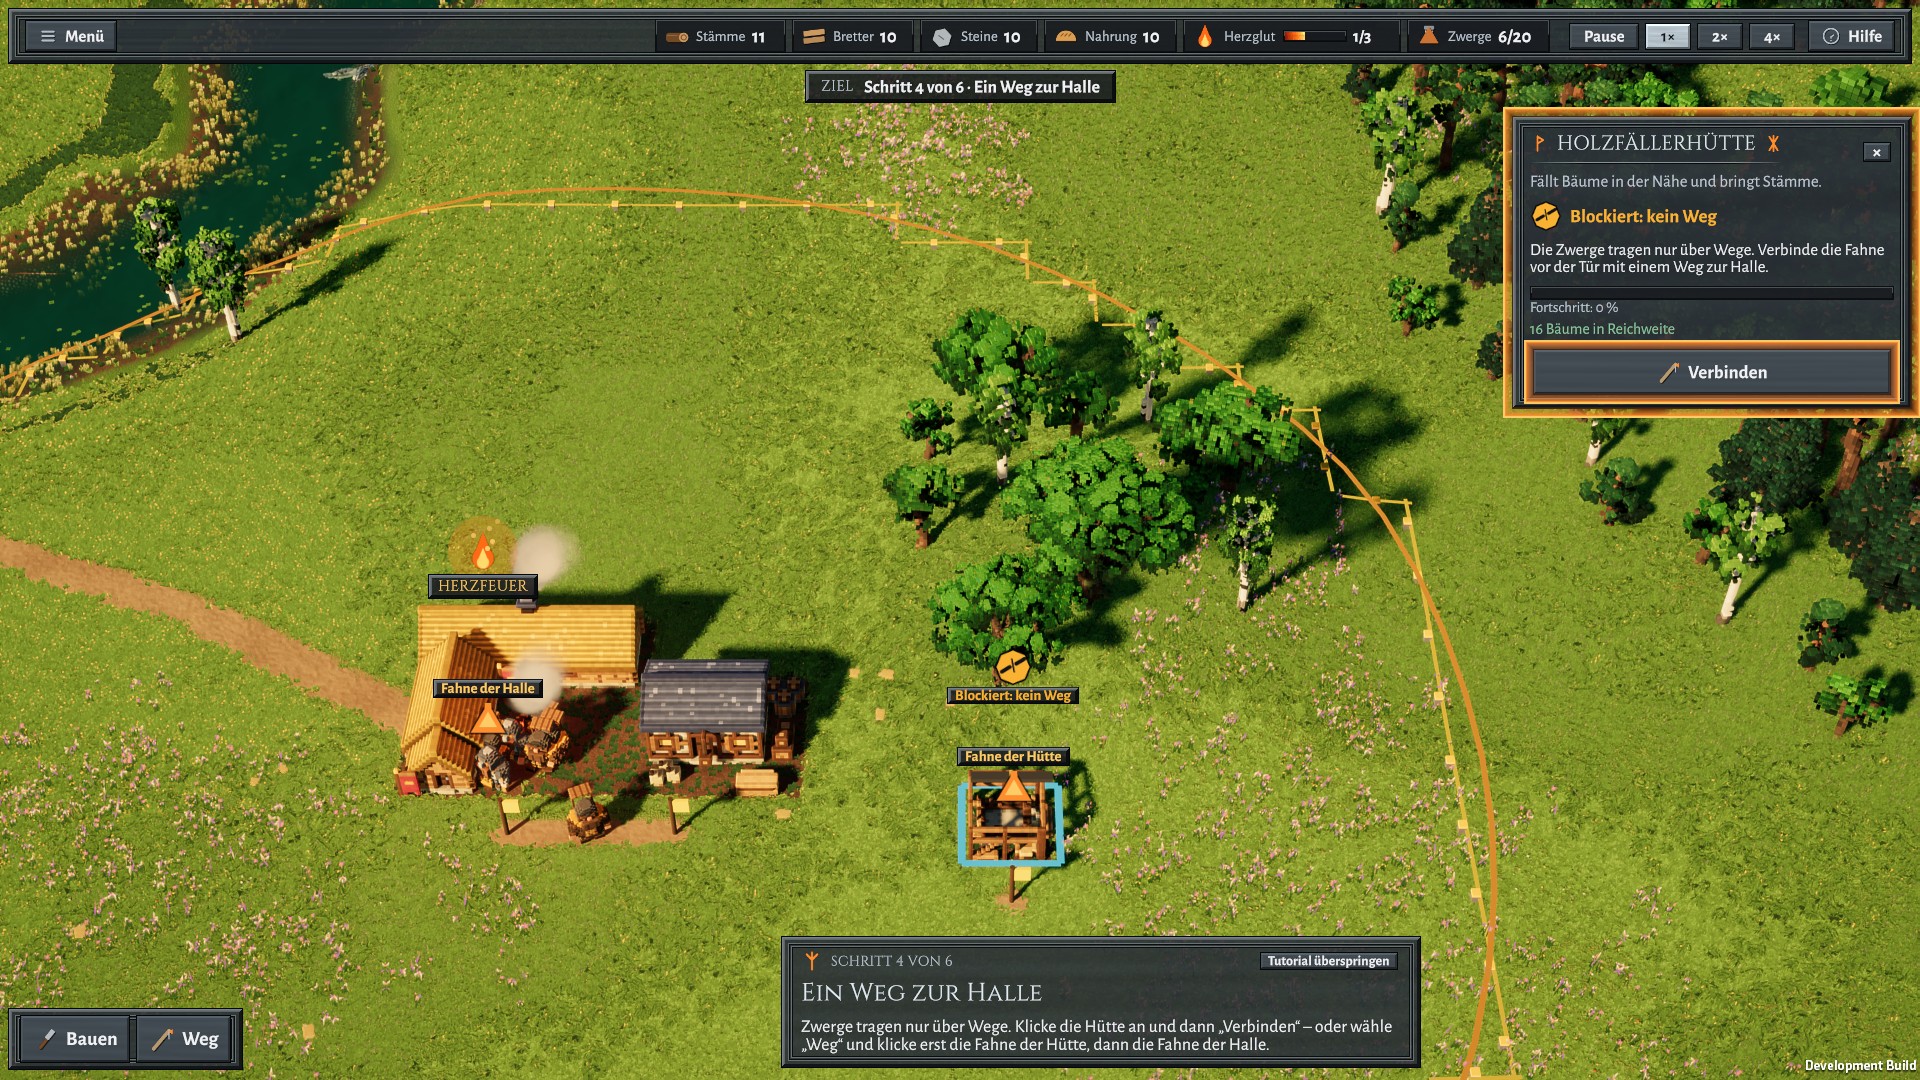 Menü
Stämme 11
Bretter 10
Steine 10
Nahrung 10
Herzglut 1/3
Zwerge 6/20
Pause
1×
2×
4×
Hilfe
ZIEL Schritt 4 von 6 · Ein Weg zur Halle
HOLZFÄLLERHÜTTE
×
Fällt Bäume in der Nähe und bringt Stämme.
Blockiert: kein Weg
Die Zwerge tragen nur über Wege. Verbinde die Fahne
vor der Tür mit einem Weg zur Halle.
Fortschritt: 0 %
16 Bäume in Reichweite
Verbinden
HERZFEUER
Fahne der Halle
Blockiert: kein Weg
Fahne der Hütte
SCHRITT 4 VON 6
Tutorial überspringen
EIN WEG ZUR HALLE
Zwerge tragen nur über Wege. Klicke die Hütte an und dann „Verbinden“ – oder wähle
„Weg“ und klicke erst die Fahne der Hütte, dann die Fahne der Halle.
Bauen
Weg
Development Build